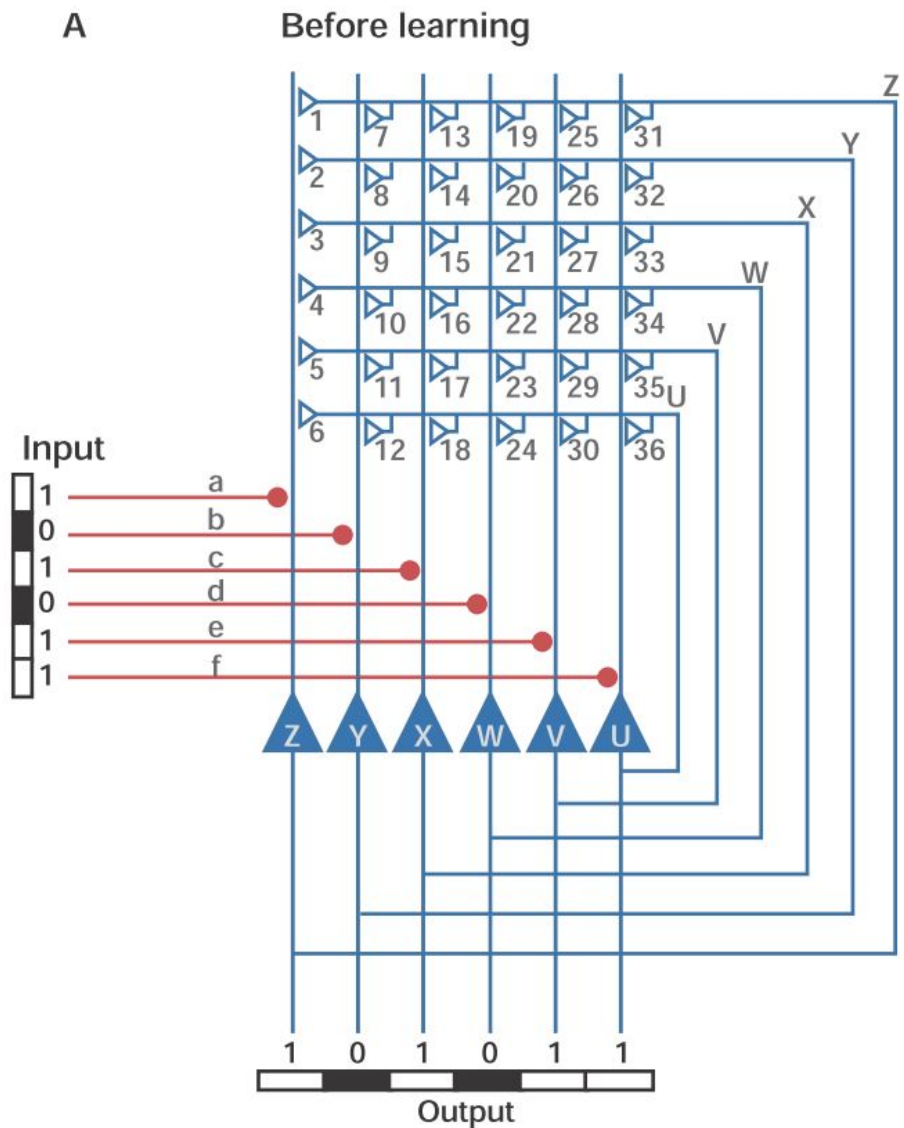 A Before learning
Z
1 7 13 19 25 31
Y
2 8 14 20 26 32
X
3 9 15 21 27 33
W
4 10 16 22 28 34
V
5 11 17 23 29 35 U
6 12 18 24 30 36
Input
1 a
0 b
1 c
0 d
1 e
1 f
Z Y X W V U
1 0 1 0 1 1
Output